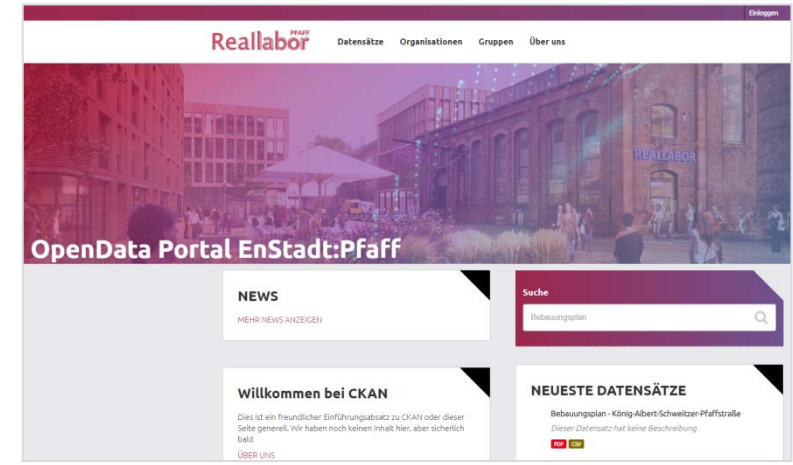 Einloggen
Reallabor PFAFF
Datensätze Organisationen Gruppen Über uns
REALLABOR
OpenData Portal EnStadt:Pfaff
NEWS
MEHR NEWS ANZEIGEN
Suche
Bebauungsplan
Willkommen bei CKAN
Dies ist ein freundlicher Einführungsabsatz zu CKAN oder dieser
Seite generell. Wir haben noch keinen Inhalt hier, aber sicherlich
bald
ÜBER UNS
NEUESTE DATENSÄTZE
Bebauungsplan - König-Albert-Schweitzer-Pfaffstraße
Dieser Datensatz hat keine Beschreibung
PDF CSV